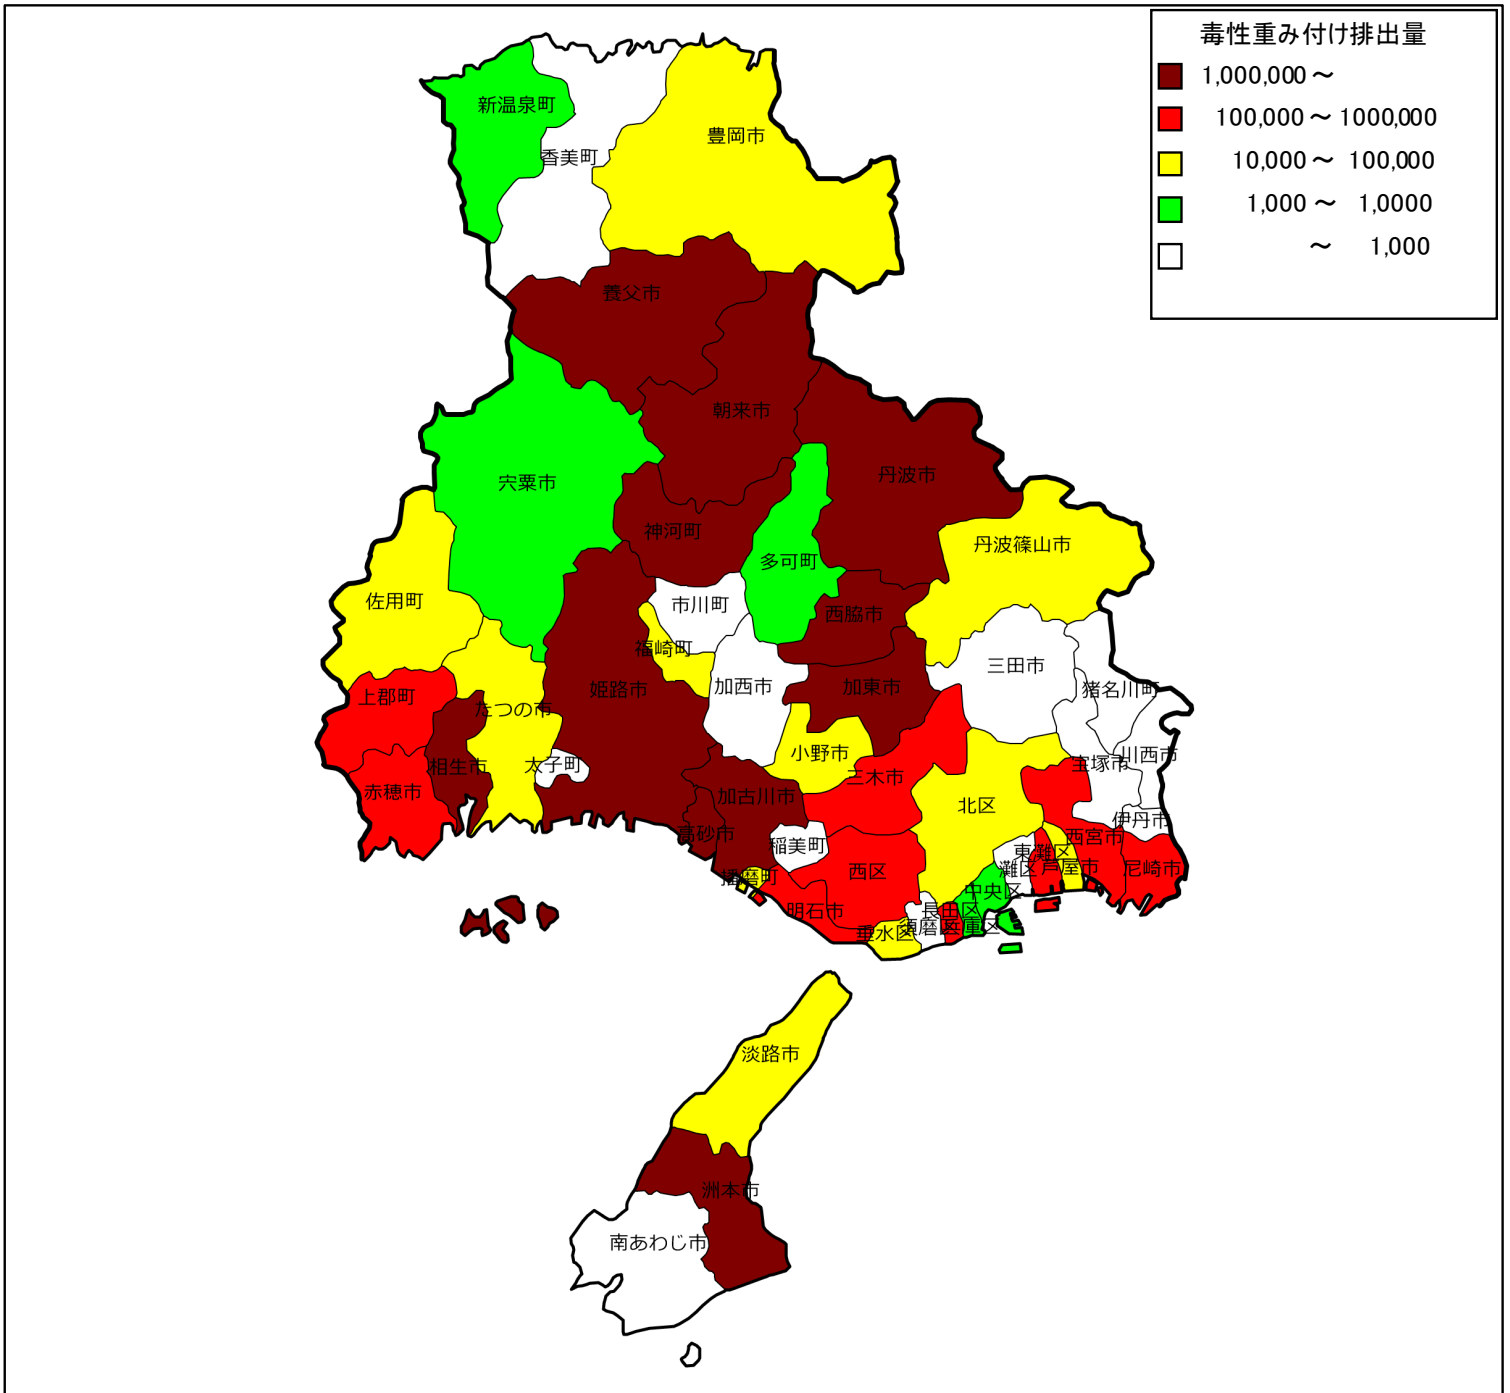 毒性重み付け排出量
1,000,000～
100,000～1000,000
10,000～ 100,000
1,000～ 1,0000
～ 1,000
新温泉町
香美町
豊岡市
養父市
朝来市
丹波市
宍粟市
神河町
丹波篠山市
多可町
佐用町
市川町
西脇市
福崎町
三田市
姫路市
加西市
加東市
猪名川町
上郡町
たつの市
小野市
川西市
太子町
宝塚市
相生市
三木市
赤穂市
加古川市
北区
伊丹市
高砂市
西宮市
稲美町
東灘区
灘区
芦屋市
尼崎市
西区
播磨町
中央区
明石市
長田区
垂水区
須磨区
兵庫区
淡路市
洲本市
南あわじ市